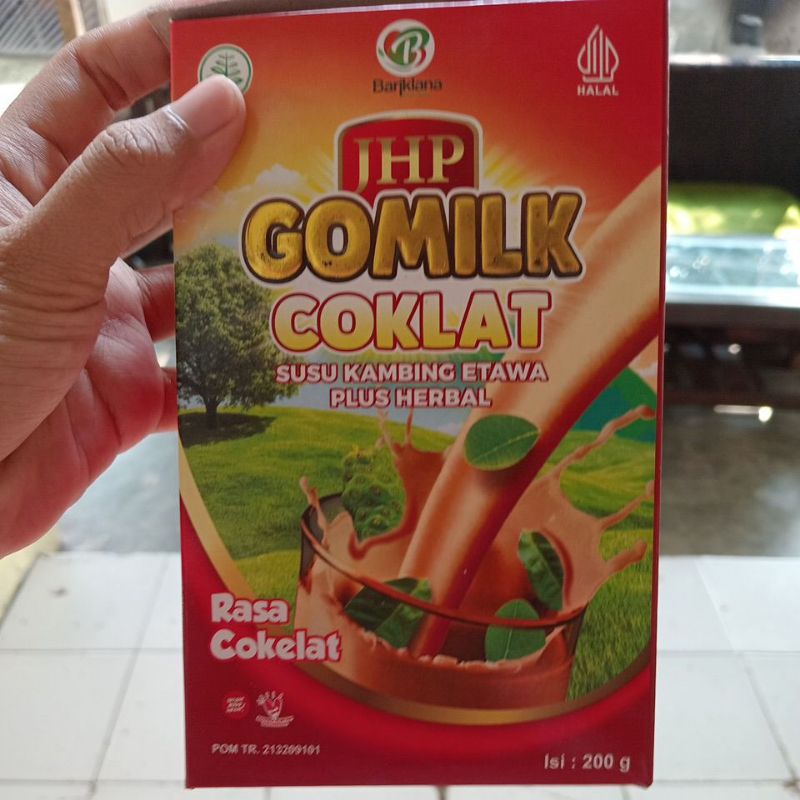 Barjklana
HALAL
JHP
GOMILK
COKLAT
SUSU KAMBING ETAWA
PLUS HERBAL
Rasa
Cokelat
POM TR. 213209101
Isi : 200 g